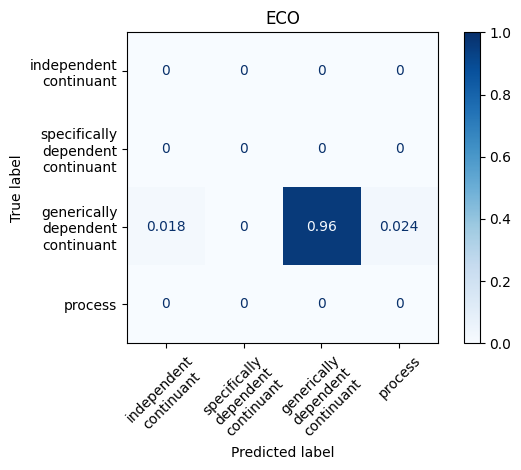 ECO
True label
independent
continuant
0 0 0 0
specifically
dependent
continuant
0 0 0 0
generically
dependent
continuant
0.018 0 0.96 0.024
process
0 0 0 0
independent
continuant
specifically
dependent
continuant
generically
dependent
continuant
process
Predicted label
1.0
0.8
0.6
0.4
0.2
0.0